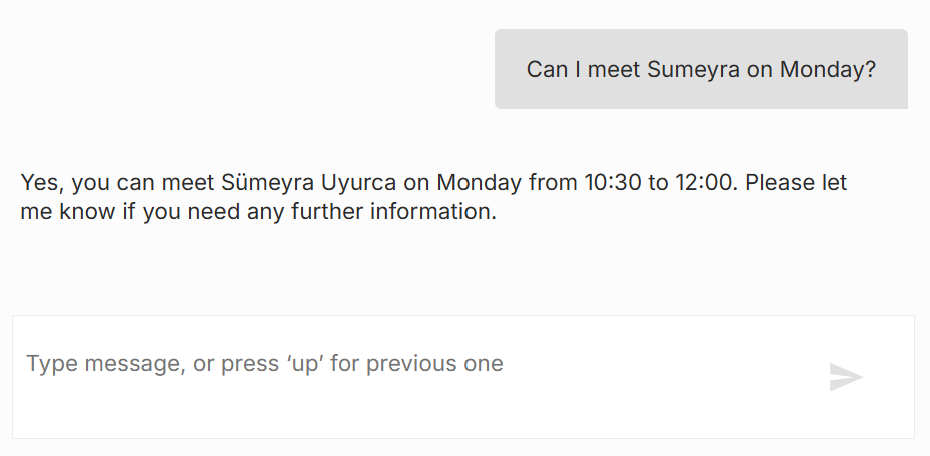 Can I meet Sumeyra on Monday?
Yes, you can meet Sümeyra Uyurca on Monday from 10:30 to 12:00. Please let
me know if you need any further information.
Type message, or press ‘up’ for previous one